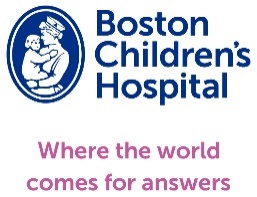 Boston
Children's
Hospital
Where the world
comes for answers